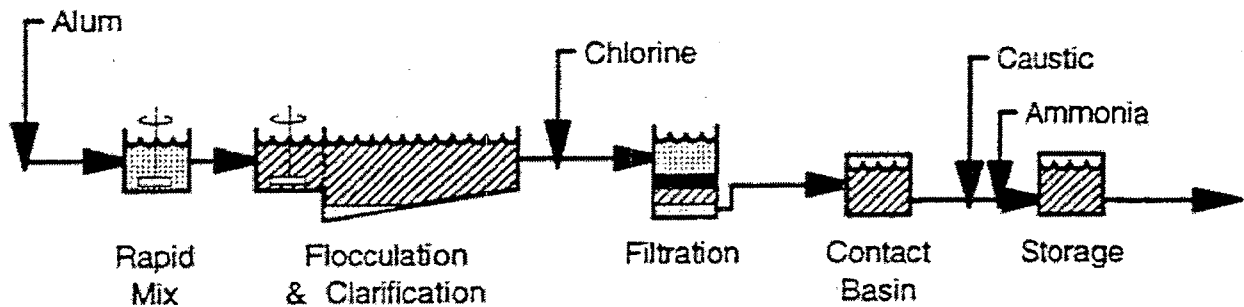 Alum
Chlorine
Caustic
Ammonia
Rapid
Mix
Flocculation
& Clarification
Filtration
Contact
Basin
Storage